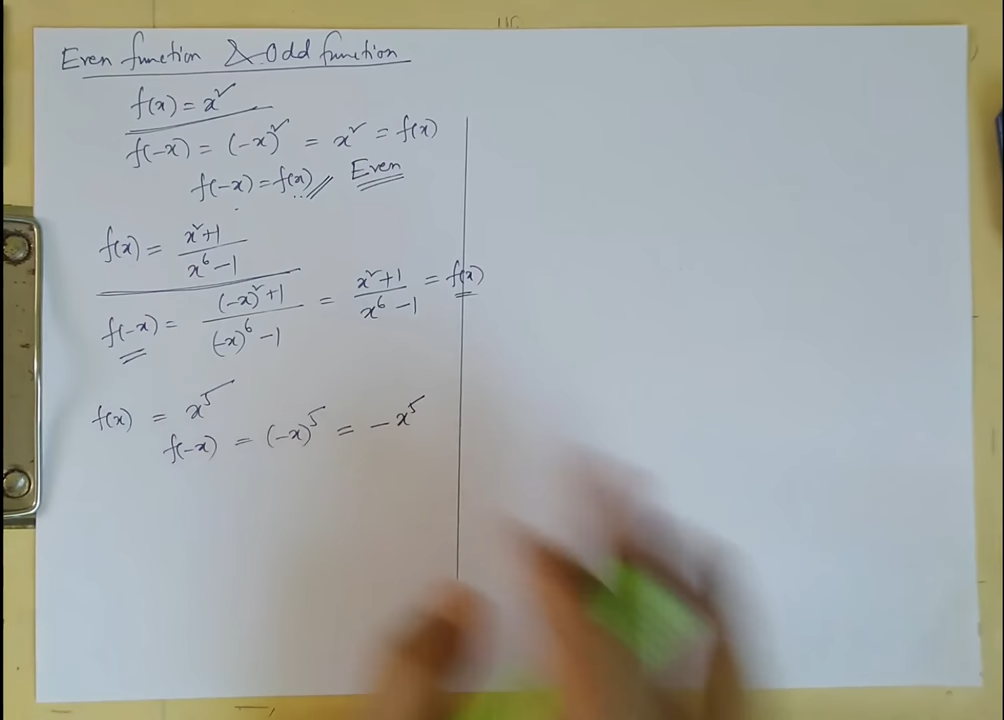 Even function & Odd function
f(x) = x²
f(-x) = (-x)² = x² = f(x)
f(-x) = f(x) Even
f(x) = (x²+1)/(x⁶-1)
f(-x) = ((-x)²+1)/((-x)⁶-1) = (x²+1)/(x⁶-1) = f(x)
f(x) = x⁵
f(-x) = (-x)⁵ = -x⁵